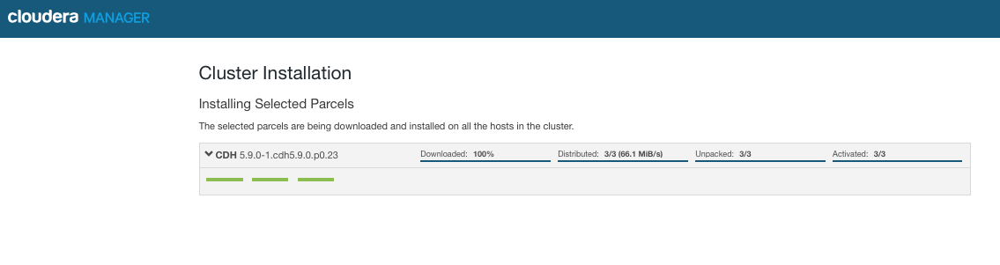 cloudera MANAGER
Cluster Installation
Installing Selected Parcels
The selected parcels are being downloaded and installed on all the hosts in the cluster.
CDH 5.9.0-1.cdh5.9.0.p0.23 Downloaded: 100% Distributed: 3/3 (66.1 MiB/s) Unpacked: 3/3 Activated: 3/3